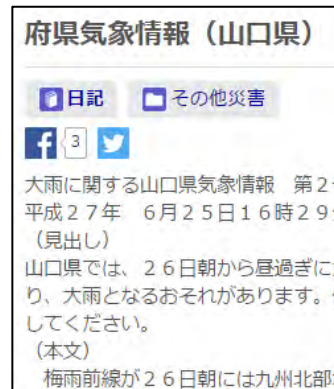 府県気象情報（山口県）
日記 その他災害
3
大雨に関する山口県気象情報　第2
平成27年　6月25日16時29
（見出し）
山口県では、26日朝から昼過ぎに
り、大雨となるおそれがあります。
してください。
（本文）
梅雨前線が26日朝には九州北部